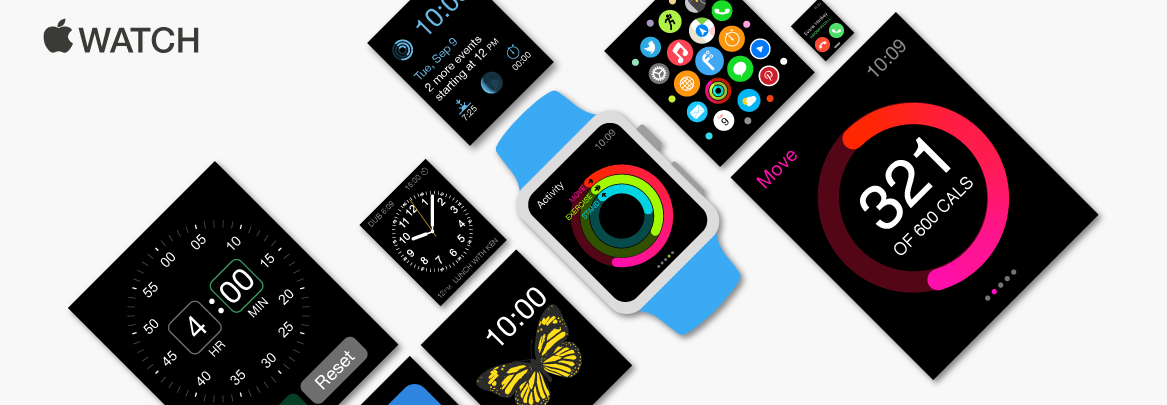 WATCH
10:0
Tue, Sep 9
2 more events
starting at 12 PM
7:25
00:00
9
10:09
Move
321
OF 600 CALS
10:09
Activity
MOVE
EXERCISE
STAND
DUB 6:09
15:00
12
1
2
3
4
5
6
7
8
9
10
11
12PM LUNCH WITH KEN
10:00
00
05
10
15
20
25
30
35
40
45
50
55
4:00
HR
MIN
Reset